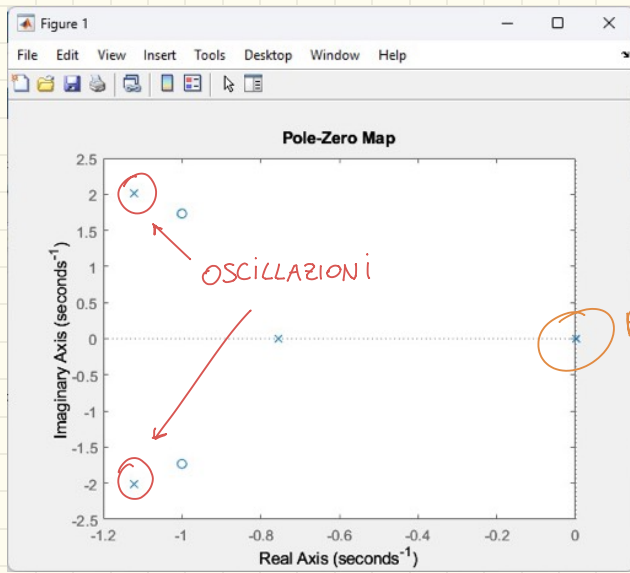 Figure 1
File Edit View Insert Tools Desktop Window Help
Pole-Zero Map
2.5
2
1.5
1
0.5
0
-0.5
-1
-1.5
-2
-2.5
Imaginary Axis (seconds⁻¹)
OSCILLAZIONi
-1.2 -1 -0.8 -0.6 -0.4 -0.2 0
Real Axis (seconds⁻¹)